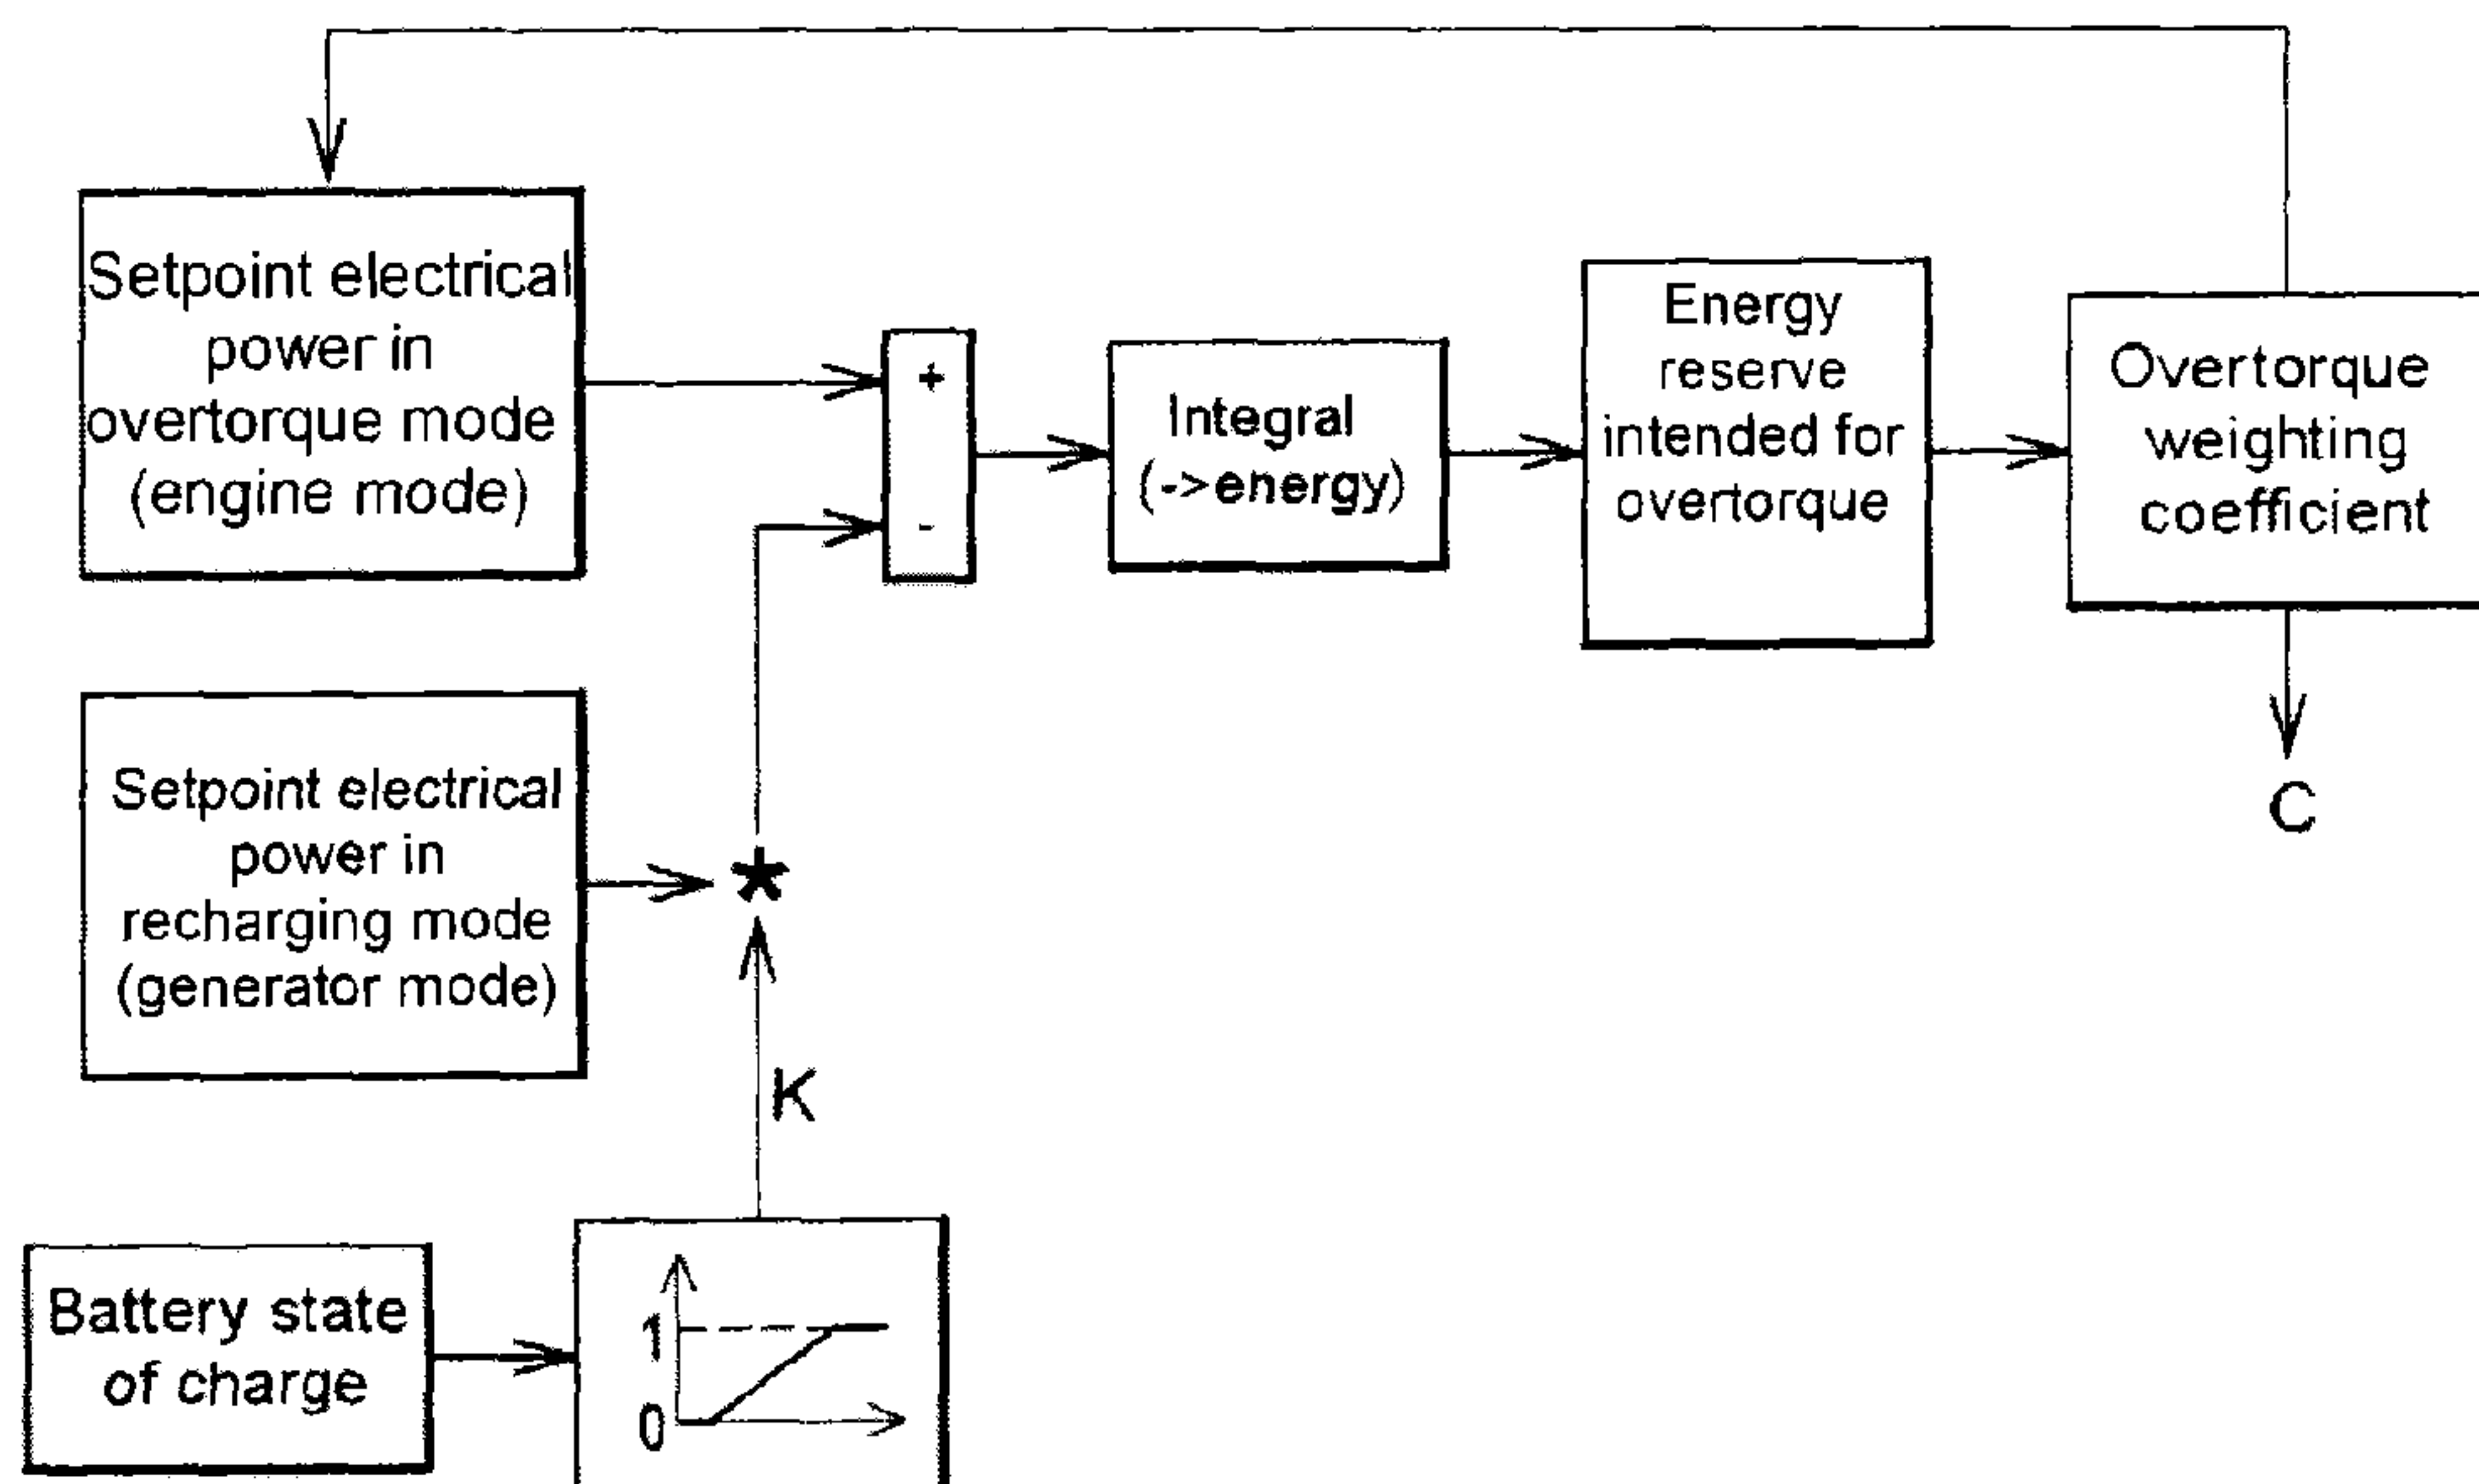 Setpoint electrical
power in
overtorque mode
(engine mode)
+
-
Integral
(->energy)
Energy
reserve
intended for
overtorque
Overtorque
weighting
coefficient
C
Setpoint electrical
power in
recharging mode
(generator mode)
*
K
Battery state
of charge
1
0